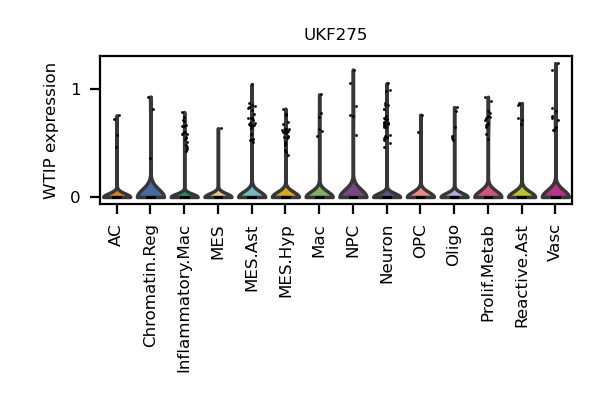 UKF275
WTIP expression
1
0
AC
Chromatin.Reg
Inflammatory.Mac
MES
MES.Ast
MES.Hyp
Mac
NPC
Neuron
OPC
Oligo
Prolif.Metab
Reactive.Ast
Vasc